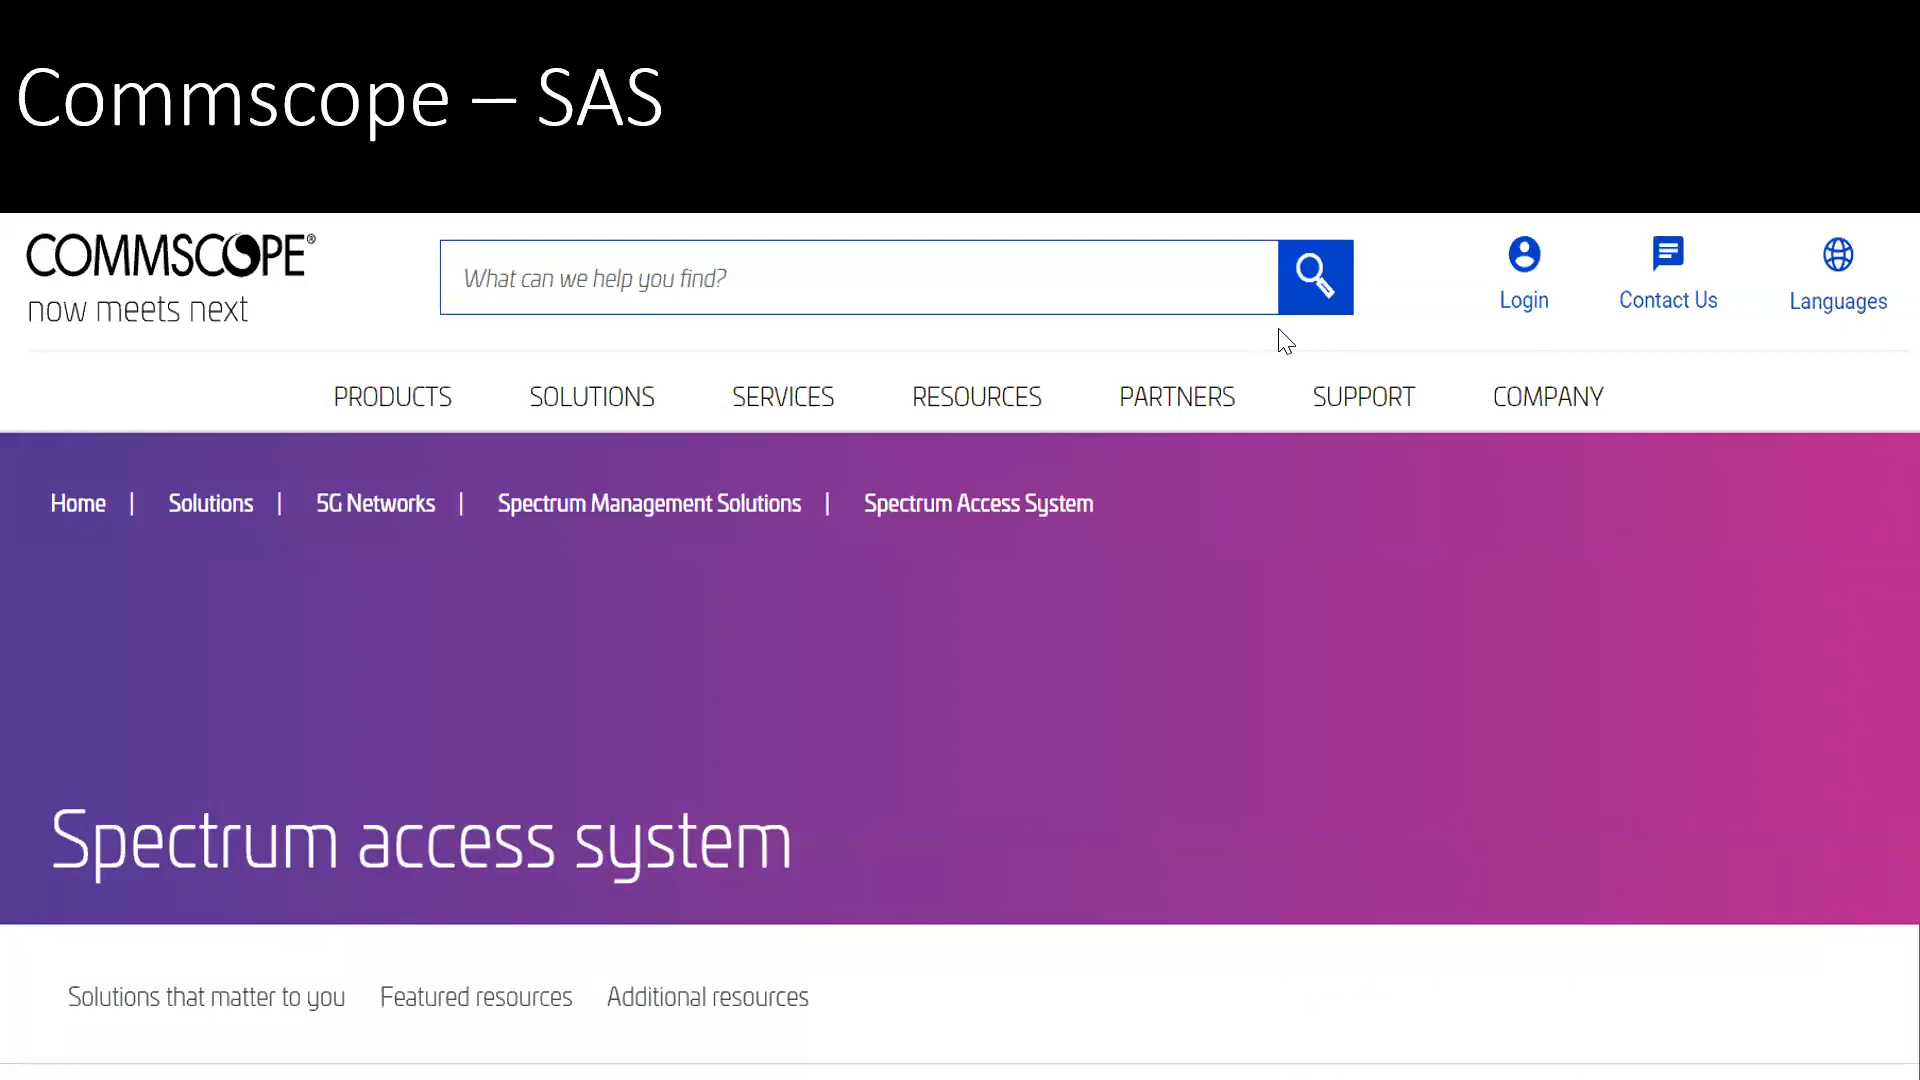 Commscope – SAS
COMMSCOPE®
now meets next
What can we help you find?
Login
Contact Us
Languages
PRODUCTS SOLUTIONS SERVICES RESOURCES PARTNERS SUPPORT COMPANY
Home | Solutions | 5G Networks | Spectrum Management Solutions | Spectrum Access System
Spectrum access system
Solutions that matter to you Featured resources Additional resources